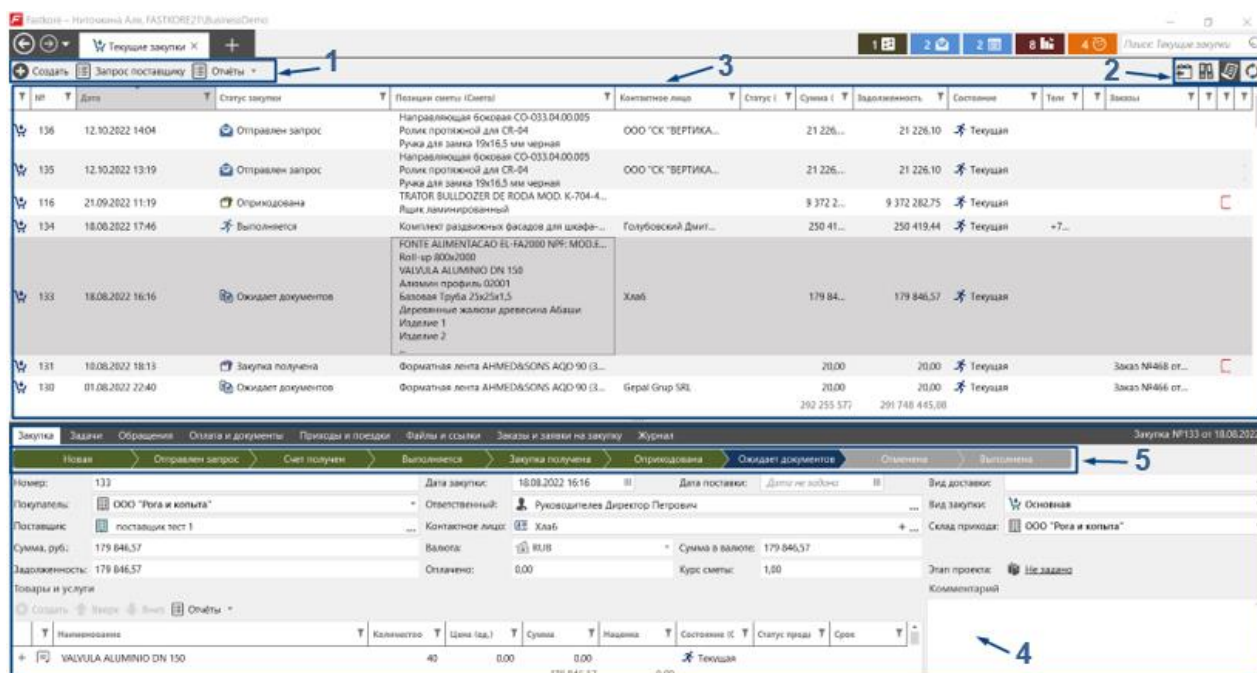 Fastkore – Ниточкина Аля, FASTKORE21\BusinessDemo
Текущие закупки × +
1 2 2 8 4 Поиск: Текущие закупки
Создать Запрос поставщику Отчёты 1 3 2
№ Дата Статус закупки Позиции сметы (Смета) Контактное лицо Статус ( Сумма ( Задолженность Состояние Теле Заказы
136 12.10.2022 14:04 Отправлен запрос Направляющая боковая СО-033.04.00.005 ООО "СК "ВЕРТИКА... 21 226... 21 226,10 Текущая
Ролик протяжной для CR-04
Ручка для замка 19х16,5 мм черная
135 12.10.2022 13:19 Отправлен запрос Направляющая боковая СО-033.04.00.005 ООО "СК "ВЕРТИКА... 21 226... 21 226,10 Текущая
Ролик протяжной для CR-04
Ручка для замка 19х16,5 мм черная
116 21.09.2022 11:19 Оприходована TRATOR BULLDOZER DE RODA MOD. K-704-4... 9 372 2... 9 372 282,75 Текущая
Ящик ламинированный
134 18.08.2022 17:46 Выполняется Комплект раздвижных фасадов для шкафа-... Голубовский Дмит... 250 41... 250 419,44 Текущая +7...
133 18.08.2022 16:16 Ожидает документов FONTE ALIMENTACAO EL-FA2000 NPF: MOD.E... Хлаб 179 84... 179 846,57 Текущая
Roll-up 800x2000
VALVULA ALUMINIO DN 150
Алюмин профиль 02001
Базовая Труба 25х25х1,5
Деревянные жалюзи древесина Абаши
Изделие 1
Изделие 2
...
131 10.08.2022 18:13 Закупка получена Форматная лента AHMED&SONS AQO 90 (3... 20,00 20,00 Текущая Заказ №468 от...
130 01.08.2022 22:40 Ожидает документов Форматная лента AHMED&SONS AQO 90 (3... Gepal Grup SRL 20,00 20,00 Текущая Заказ №466 от...
292 255 577 291 748 445,08
Закупка Задачи Обращения Оплата и документы Приходы и поездки Файлы и ссылки Заказы и заявки на закупку Журнал Закупка №133 от 18.08.2022
Новая Отправлен запрос Счет получен Выполняется Закупка получена Оприходована Ожидает документов Отменена Выполнена 5
Номер: 133 Дата закупки: 18.08.2022 16:16 Дата поставки: Дата не задана Вид доставки:
Покупатель: ООО "Рога и копыта" Ответственный: Руководителев Директор Петрович ... Вид закупки: Основная
Поставщик: поставщик тест 1 ... Контактное лицо: Хлаб + ... Склад прихода: ООО "Рога и копыта"
Сумма, руб.: 179 846,57 Валюта: RUB Сумма в валюте: 179 846,57
Задолженность: 179 846,57 Оплачено: 0,00 Курс сметы: 1,00 Этап проекта: Не задано
Товары и услуги Комментарий
Создать Вверх Вниз Отчёты
Наименование Количество Цена (ед.) Сумма Наценка Состояние (С Статус прода Срок
+ VALVULA ALUMINIO DN 150 40 0,00 0,00 Текущая 4
179 846,57 0,00